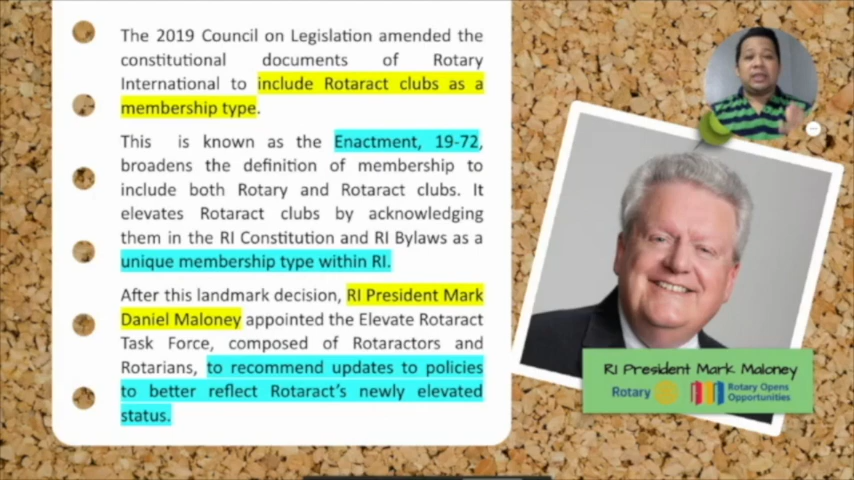 The 2019 Council on Legislation amended the
constitutional documents of Rotary
International to include Rotaract clubs as a
membership type.
This is known as the Enactment, 19-72,
broadens the definition of membership to
include both Rotary and Rotaract clubs. It
elevates Rotaract clubs by acknowledging
them in the RI Constitution and RI Bylaws as a
unique membership type within RI.
After this landmark decision, RI President Mark
Daniel Maloney appointed the Elevate Rotaract
Task Force, composed of Rotaractors and
Rotarians, to recommend updates to policies
to better reflect Rotaract's newly elevated
status.
RI President Mark Maloney
Rotary
Rotary Opens
Opportunities